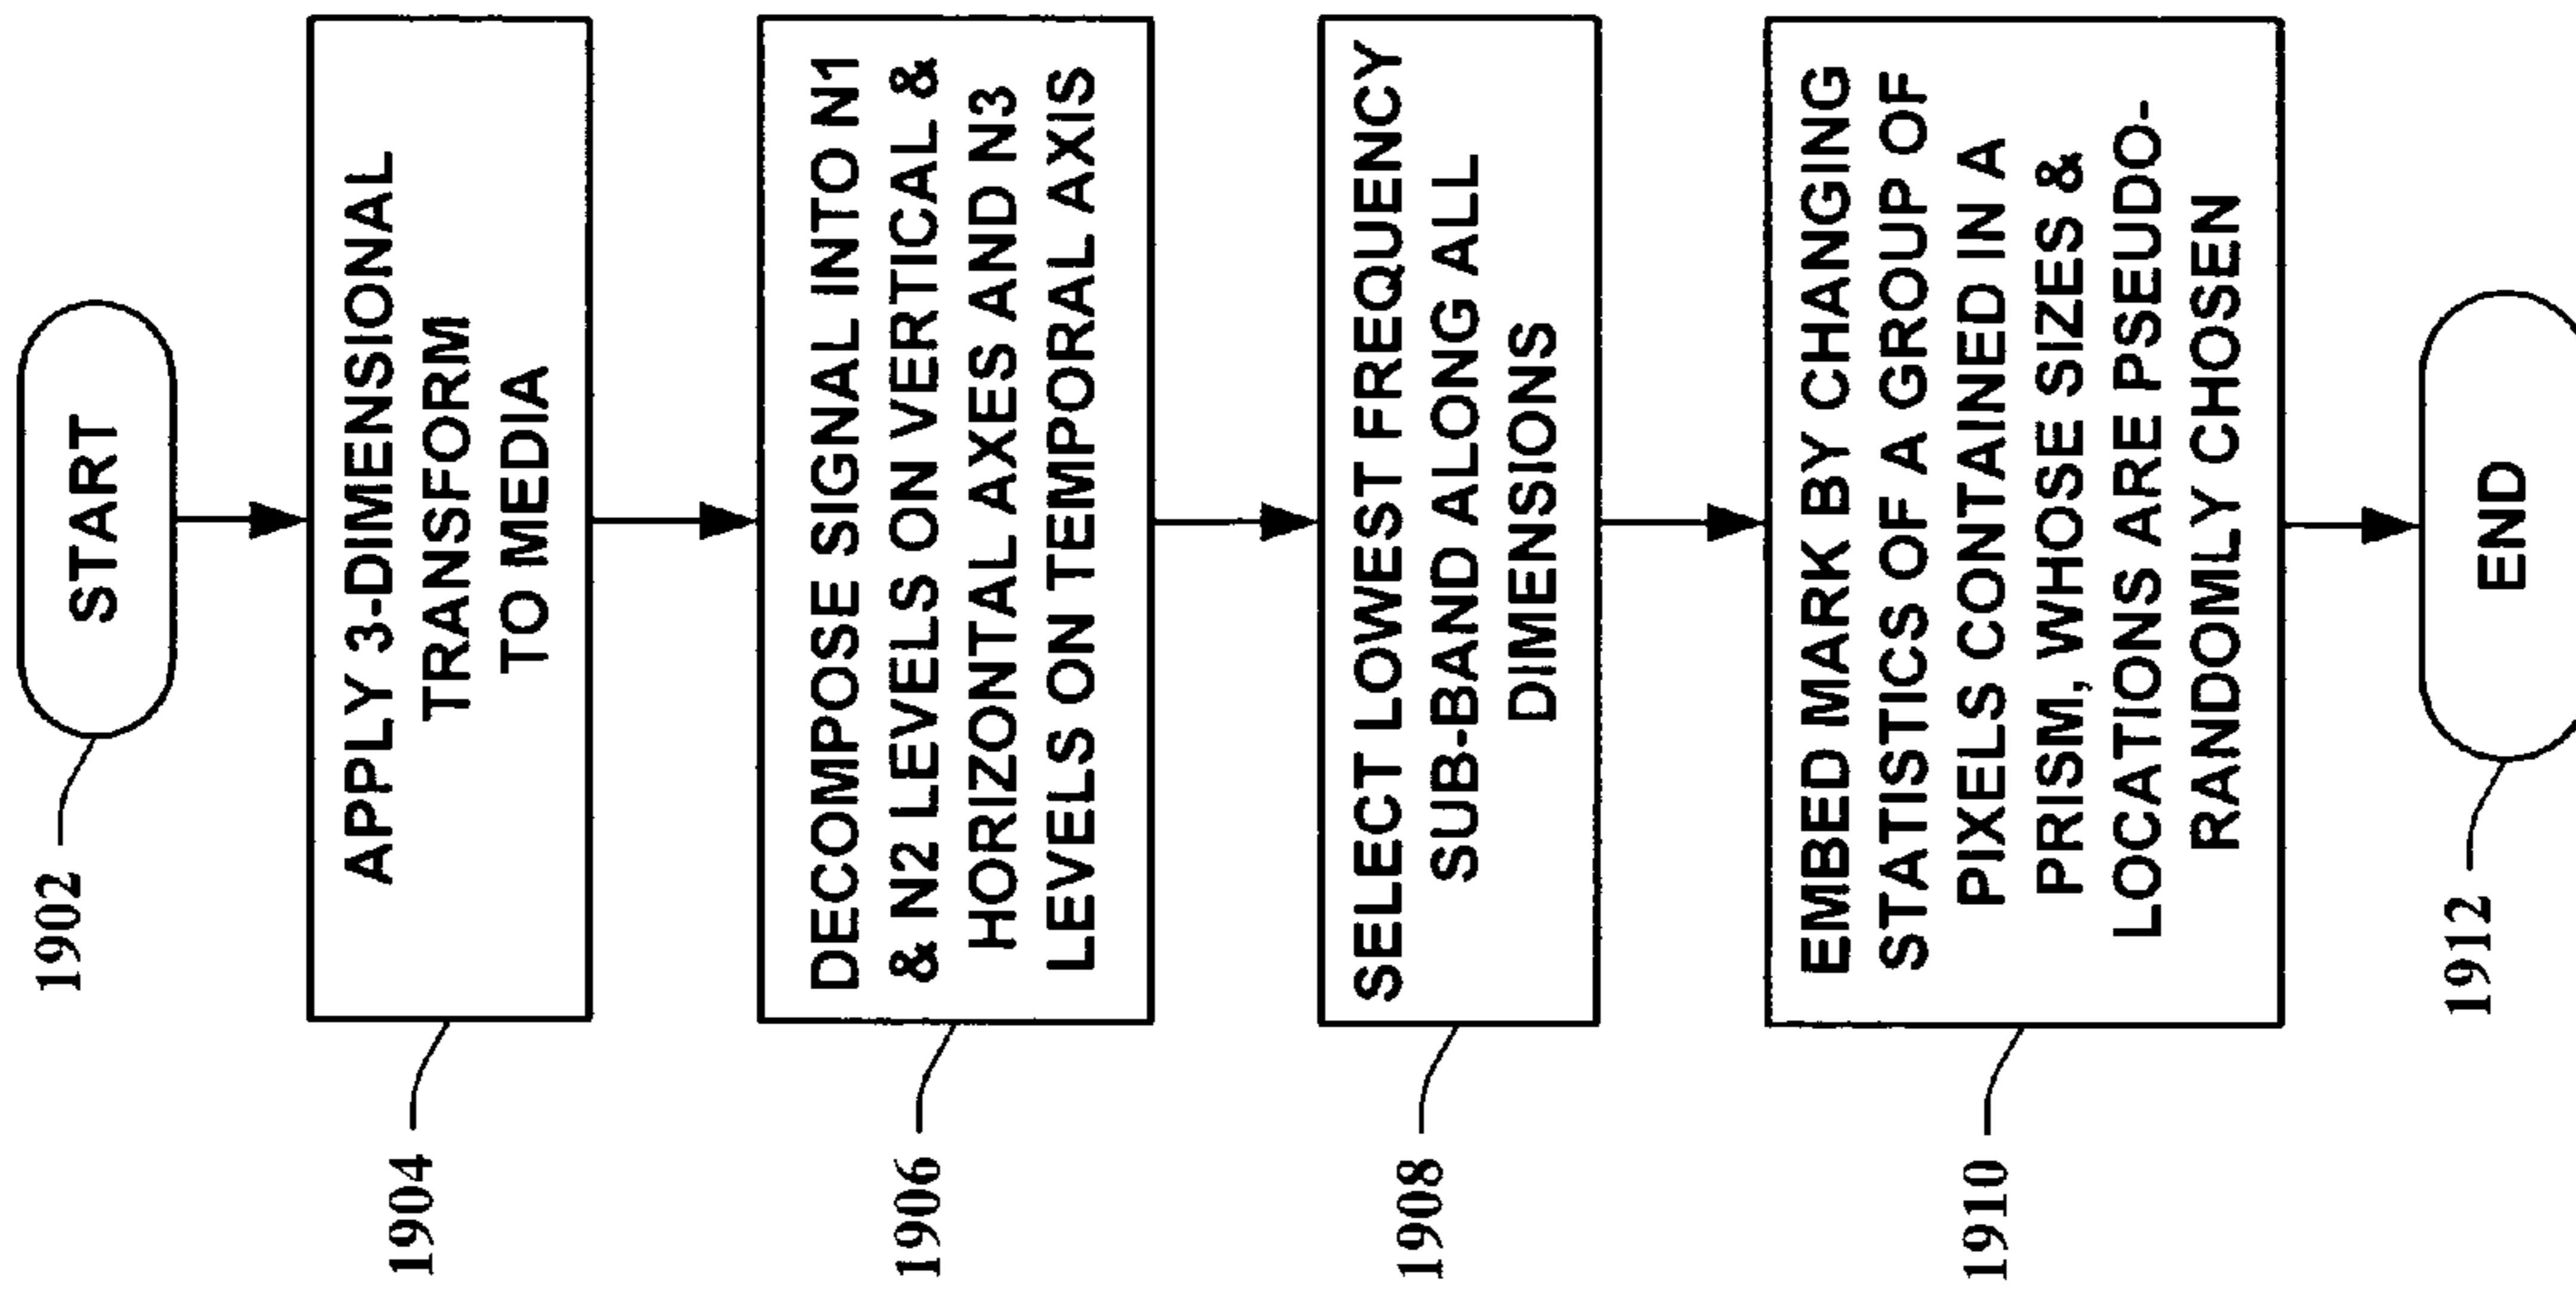 START
1902
APPLY 3-DIMENSIONAL
TRANSFORM
TO MEDIA
1904
DECOMPOSE SIGNAL INTO N1
& N2 LEVELS ON VERTICAL &
HORIZONTAL AXES AND N3
LEVELS ON TEMPORAL AXIS
1906
SELECT LOWEST FREQUENCY
SUB-BAND ALONG ALL
DIMENSIONS
1908
EMBED MARK BY CHANGING
STATISTICS OF A GROUP OF
PIXELS CONTAINED IN A
PRISM, WHOSE SIZES &
LOCATIONS ARE PSEUDO-
RANDOMLY CHOSEN
1910
END
1912